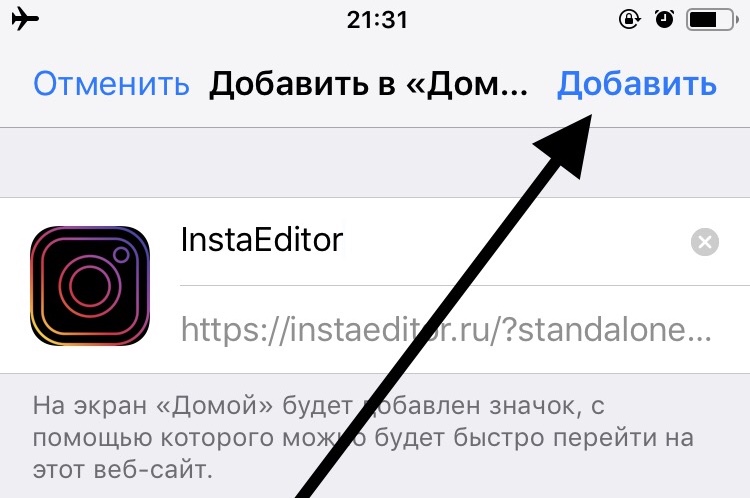 21:31
Отменить Добавить в «Дом... Добавить
InstaEditor
https://instaeditor.ru/?standalone...
На экран «Домой» будет добавлен значок, с
помощью которого можно будет быстро перейти на
этот веб-сайт.